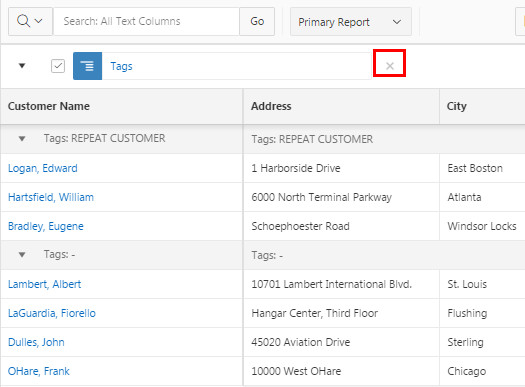 Search: All Text Columns Go Primary Report
Tags
Customer Name Address City
Tags: REPEAT CUSTOMER Tags: REPEAT CUSTOMER
Logan, Edward 1 Harborside Drive East Boston
Hartsfield, William 6000 North Terminal Parkway Atlanta
Bradley, Eugene Schoephoester Road Windsor Locks
Tags: - Tags: -
Lambert, Albert 10701 Lambert International Blvd. St. Louis
LaGuardia, Fiorello Hangar Center, Third Floor Flushing
Dulles, John 45020 Aviation Drive Sterling
OHare, Frank 10000 West OHare Chicago